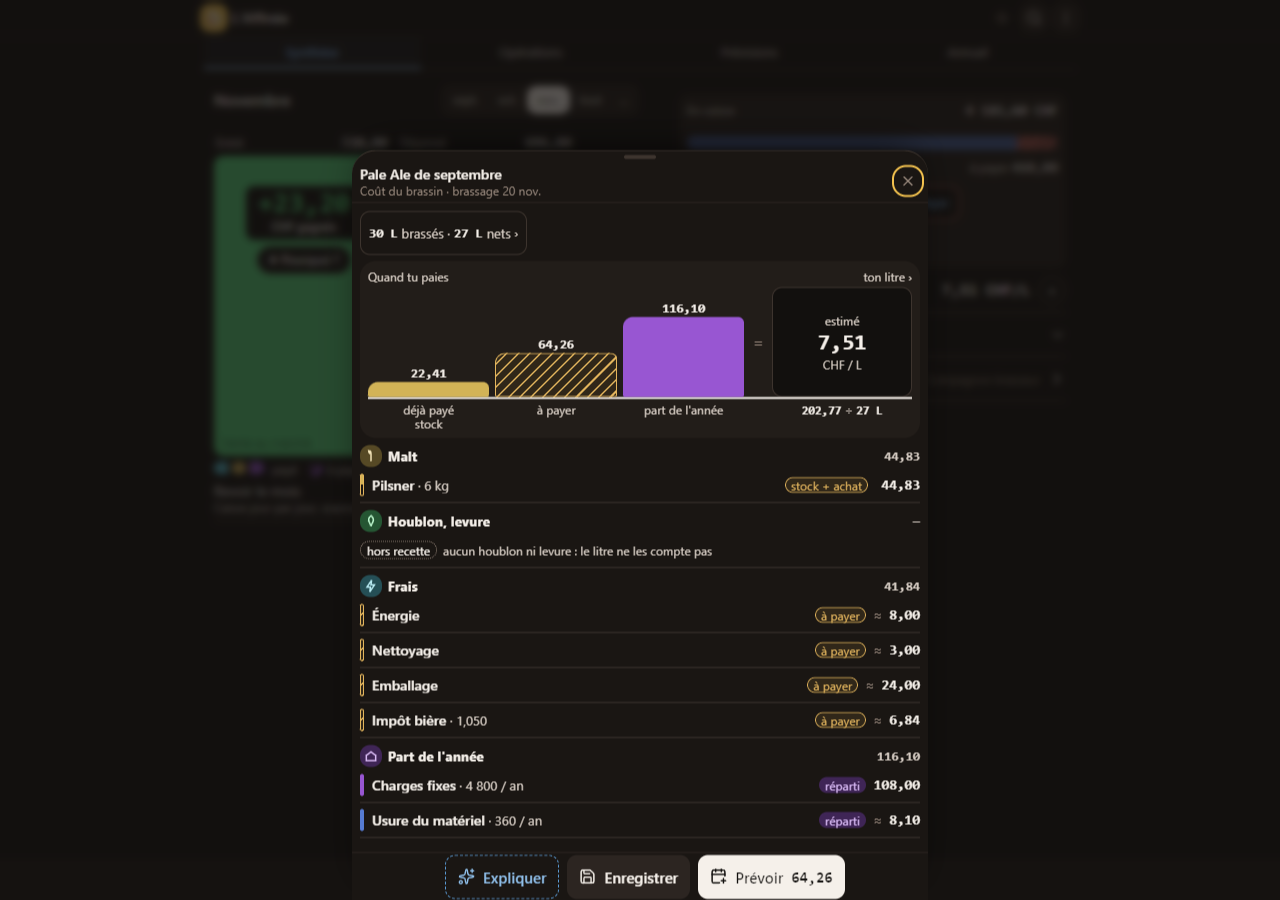 Pale Ale de septembre
Coût du brassin · brassage 20 nov.
30 L brassés · 27 L nets ›
Quand tu paies
ton litre ›
22,41
64,26
116,10
=
estimé
7,51
CHF / L
déjà payé
stock
à payer
part de l'année
202,77 ÷ 27 L
Malt 44,83
Pilsner · 6 kg stock + achat 44,83
Houblon, levure –
hors recette aucun houblon ni levure : le litre ne les compte pas
Frais 41,84
Énergie à payer ≈ 8,00
Nettoyage à payer ≈ 3,00
Emballage à payer ≈ 24,00
Impôt bière · 1,050 à payer ≈ 6,84
Part de l'année 116,10
Charges fixes · 4 800 / an réparti 108,00
Usure du matériel · 360 / an réparti ≈ 8,10
Expliquer
Enregistrer
Prévoir 64,26